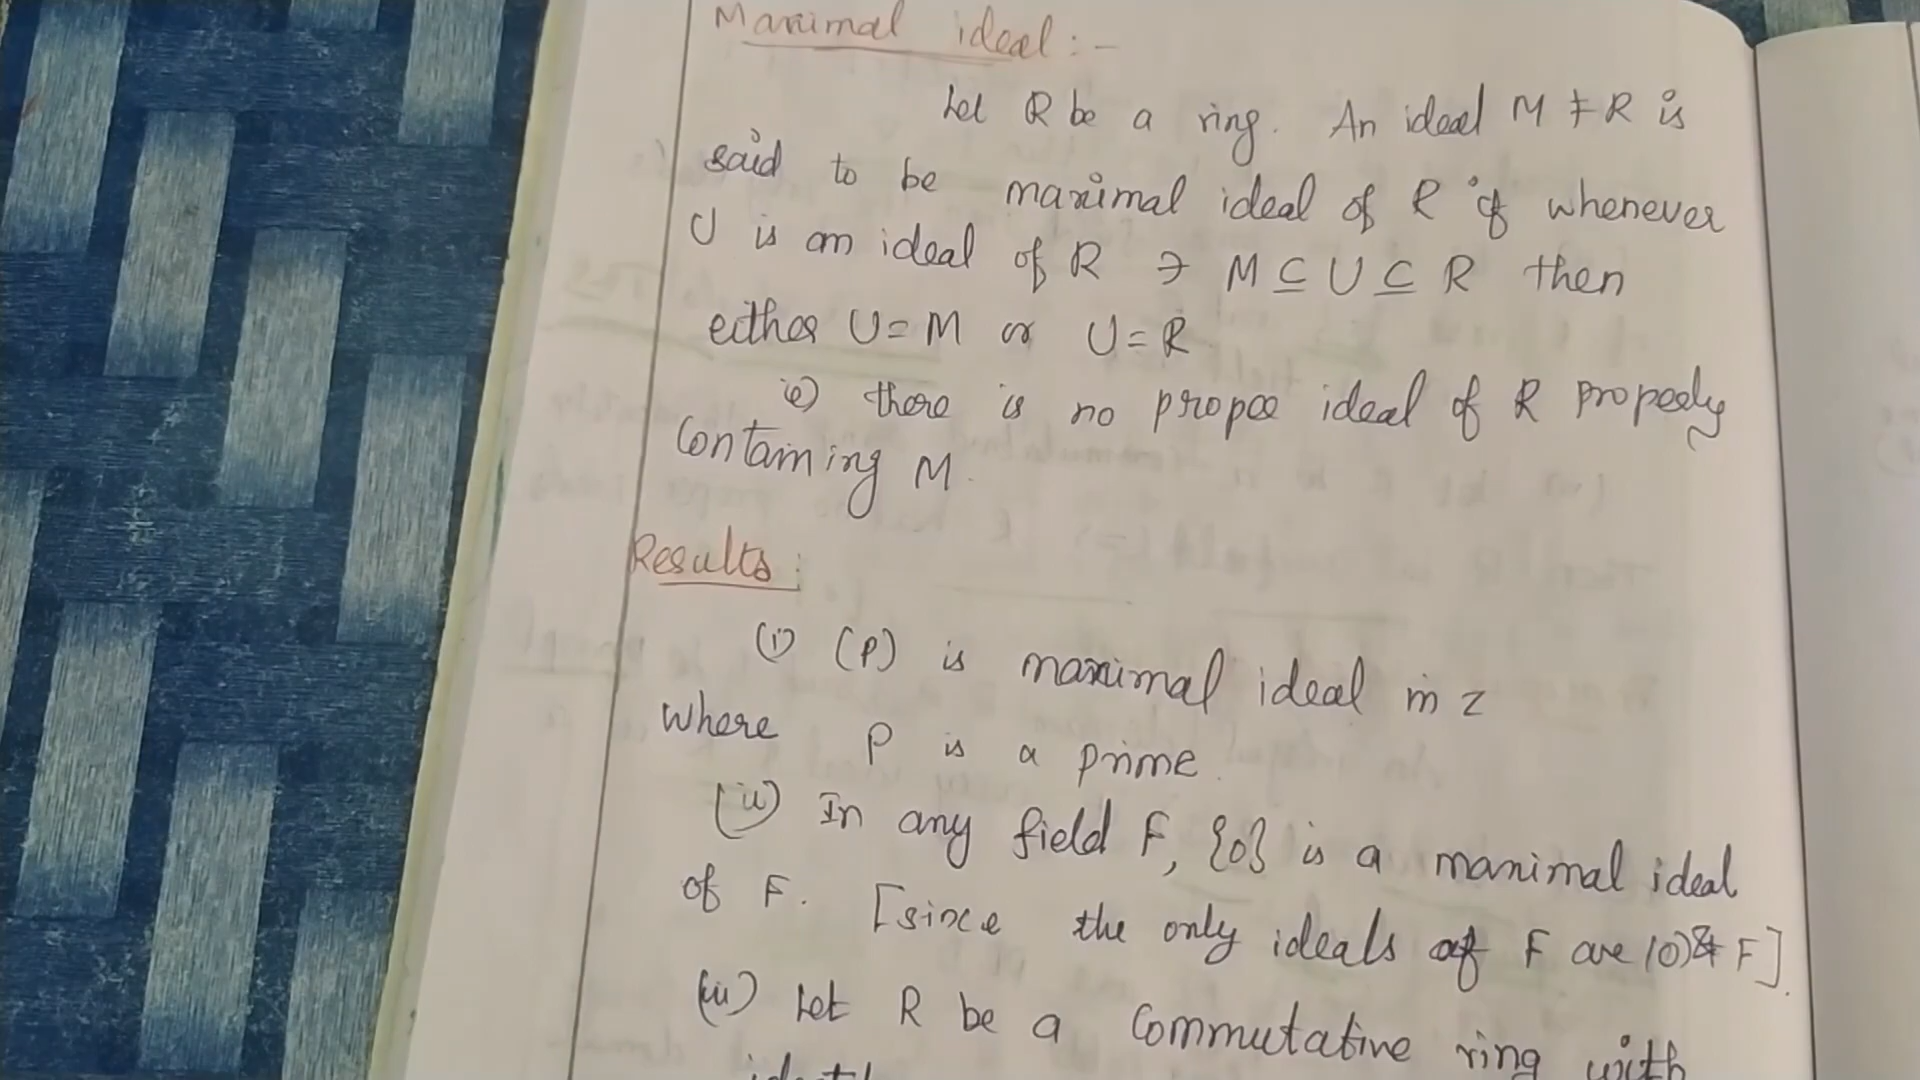 Maximal ideal:-
Let R be a ring. An ideal M ≠ R is
said to be maximal ideal of R if whenever
U is an ideal of R ∋ M ⊆ U ⊆ R then
either U = M or U = R
ie) there is no proper ideal of R properly
containing M.
Results:
(i) (P) is maximal ideal in z
where P is a prime.
(ii) In any field F, {0} is a maximal ideal
of F. [since the only ideals of F are (0) & F].
(iii) Let R be a commutative ring with